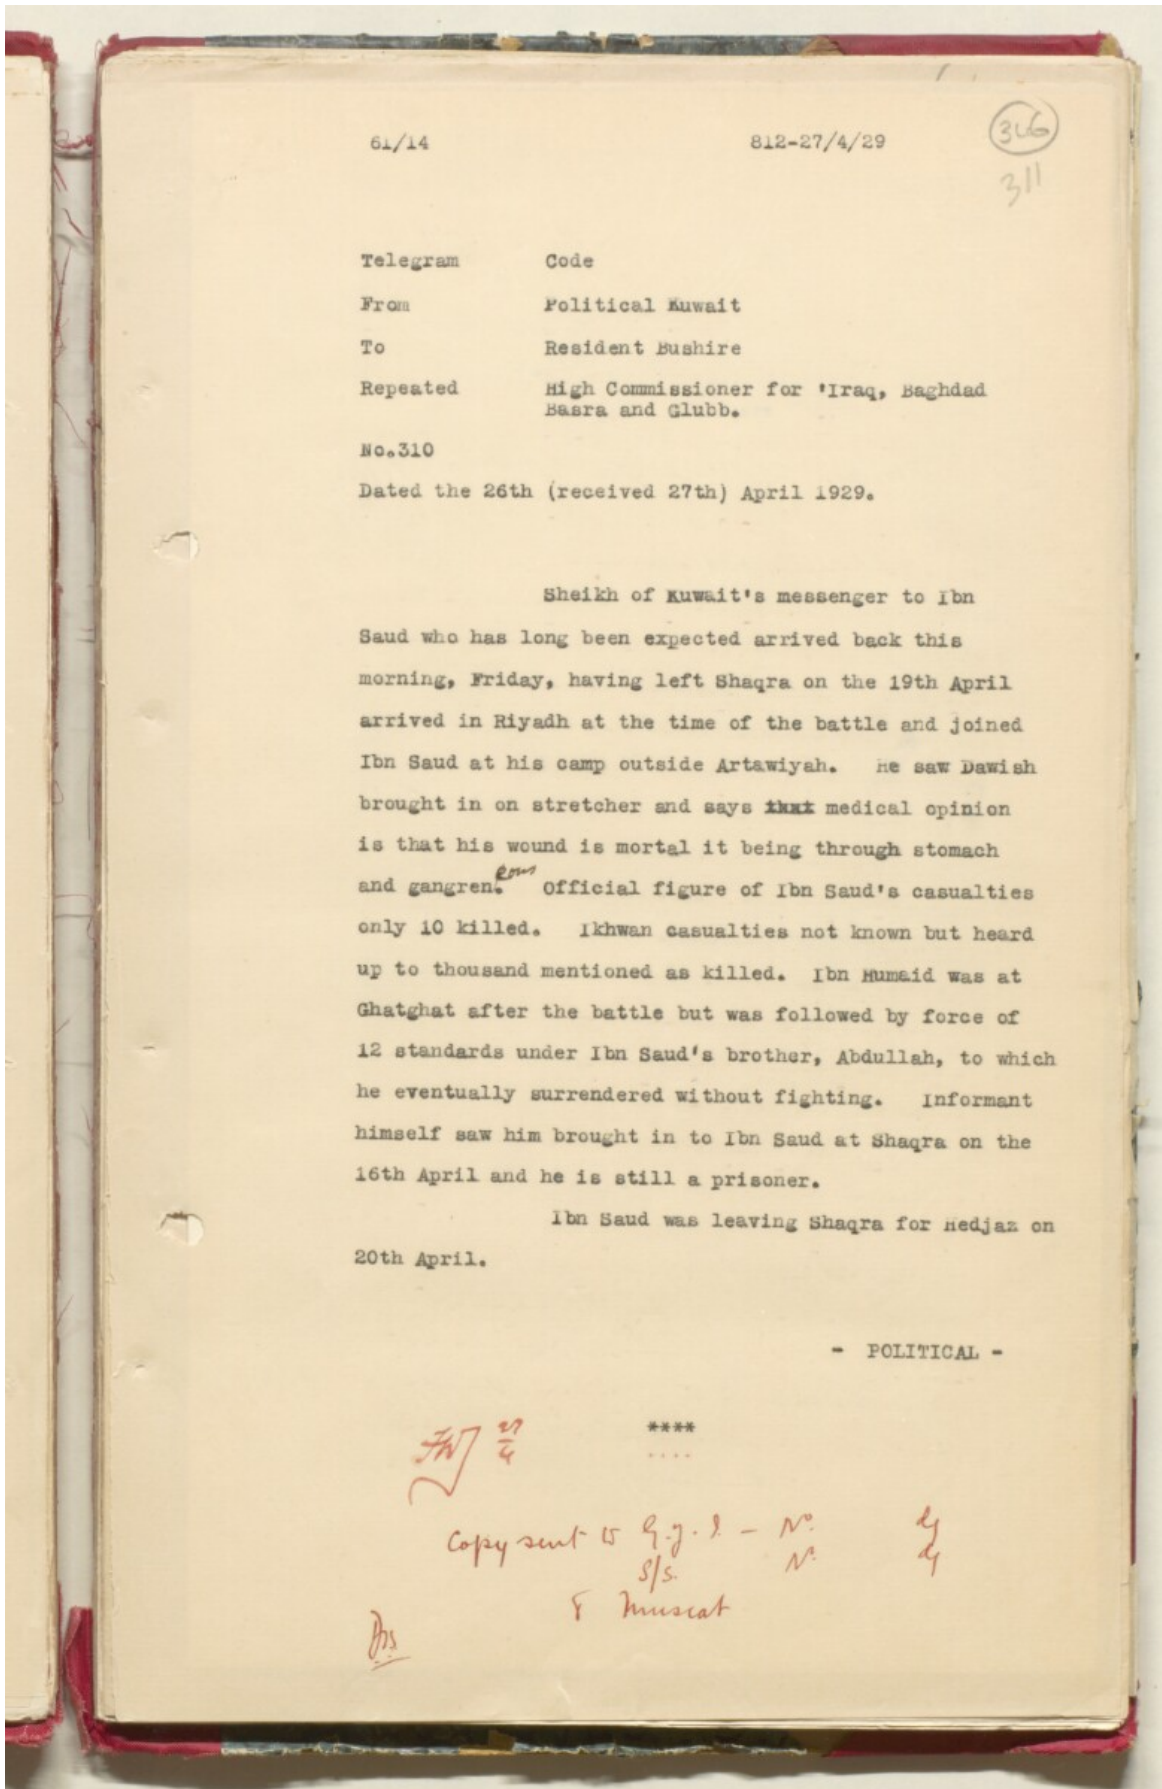 61/14 812-27/4/29 346
311
Telegram Code
From Political Kuwait
To Resident Bushire
Repeated High Commissioner for 'Iraq, Baghdad
Basra and Glubb.
No.310
Dated the 26th (received 27th) April 1929.
Sheikh of Kuwait's messenger to Ibn
Saud who has long been expected arrived back this
morning, Friday, having left Shaqra on the 19th April
arrived in Riyadh at the time of the battle and joined
Ibn Saud at his camp outside Artawiyah. He saw Dawish
brought in on stretcher and says that medical opinion
is that his wound is mortal it being through stomach
and gangreneous. Official figure of Ibn Saud's casualties
only 10 killed. Ikhwan casualties not known but heard
up to thousand mentioned as killed. Ibn Humaid was at
Ghatghat after the battle but was followed by force of
12 standards under Ibn Saud's brother, Abdullah, to which
he eventually surrendered without fighting. Informant
himself saw him brought in to Ibn Saud at Shaqra on the
16th April and he is still a prisoner.
Ibn Saud was leaving Shaqra for Hedjaz on
20th April.
- POLITICAL -
27/4 ****
....
Copy sent to G.of.I. - No. df
S/S. No. df
& Muscat